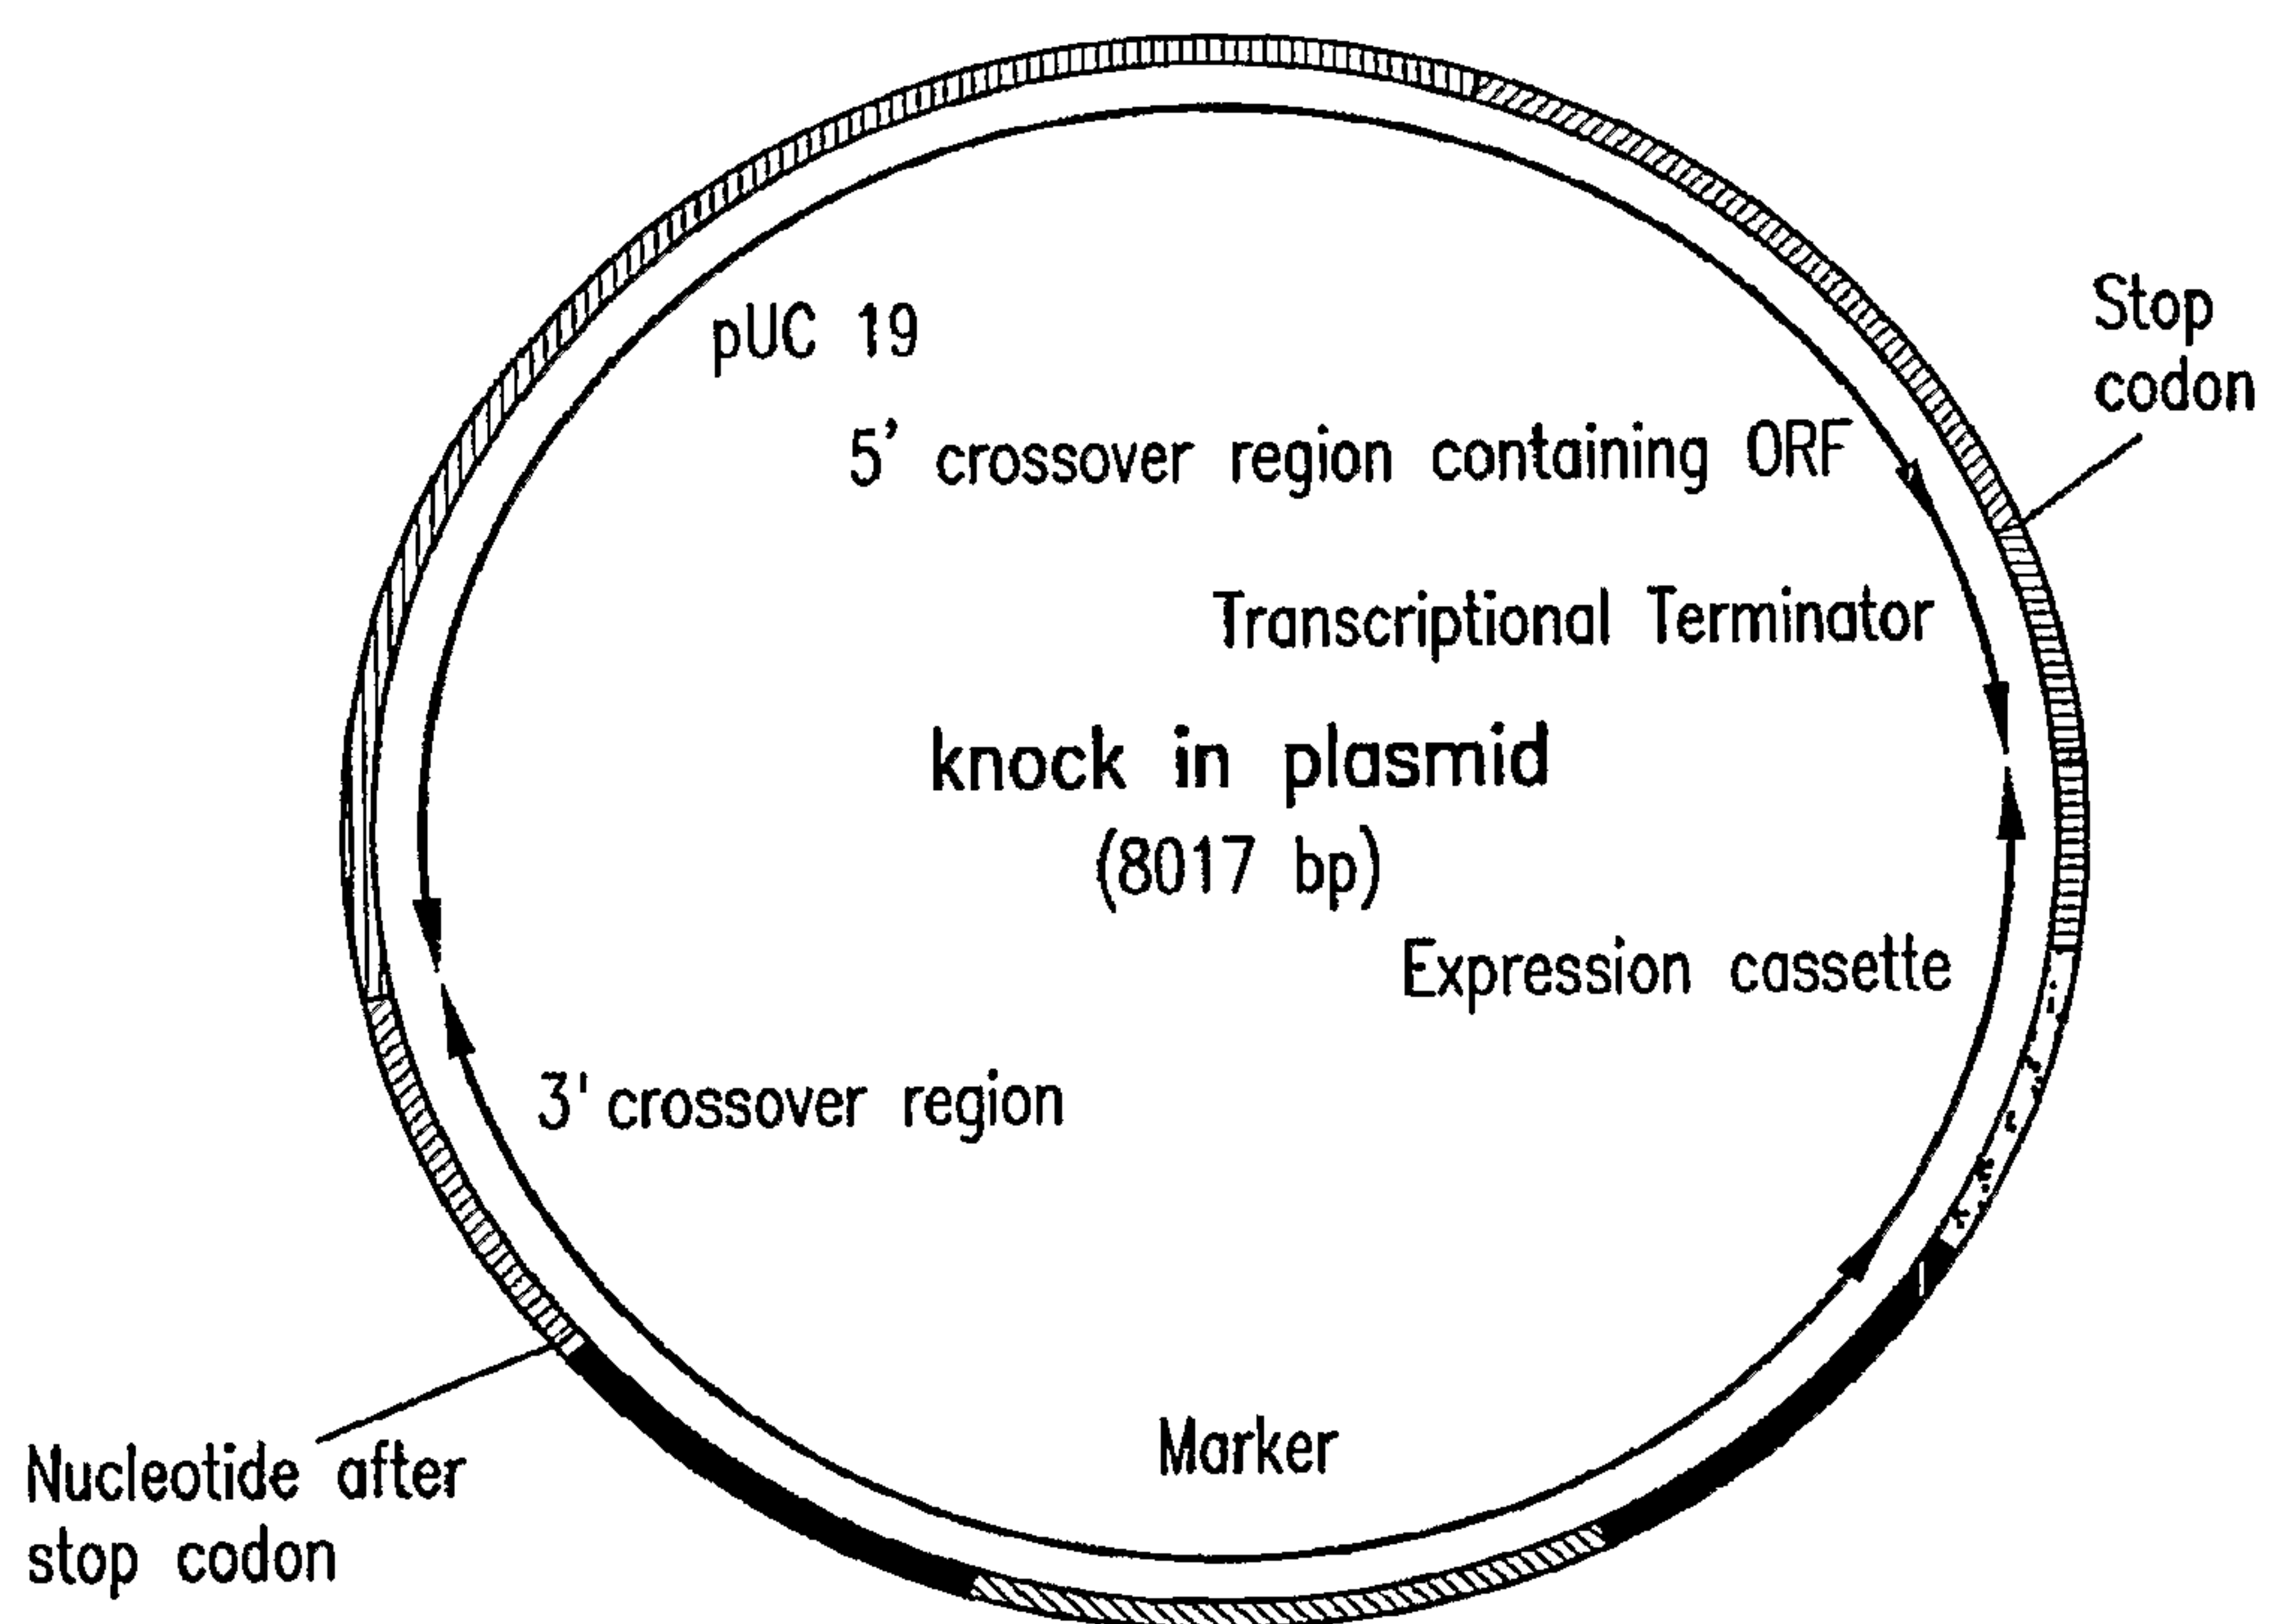 pUC 19
Stop
codon
5' crossover region containing ORF
Transcriptional Terminator
knock in plasmid
(8017 bp)
Expression cassette
3' crossover region
Marker
Nucleotide after
stop codon